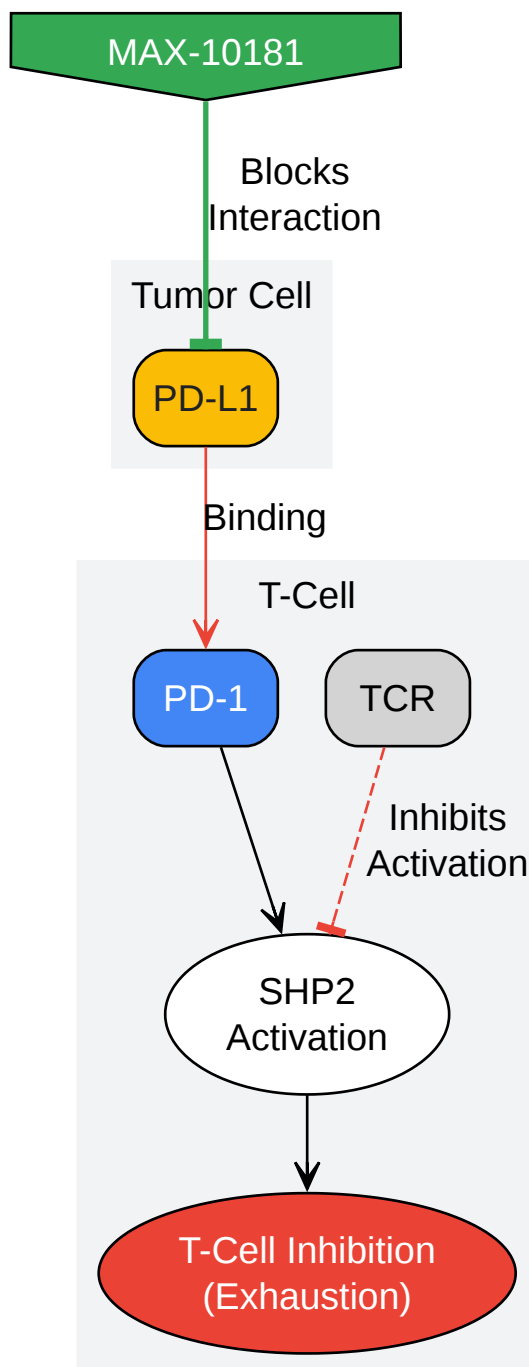 MAX-10181
Blocks
Interaction
Tumor Cell
PD-L1
Binding
T-Cell
PD-1
TCR
Inhibits
Activation
SHP2
Activation
T-Cell Inhibition
(Exhaustion)